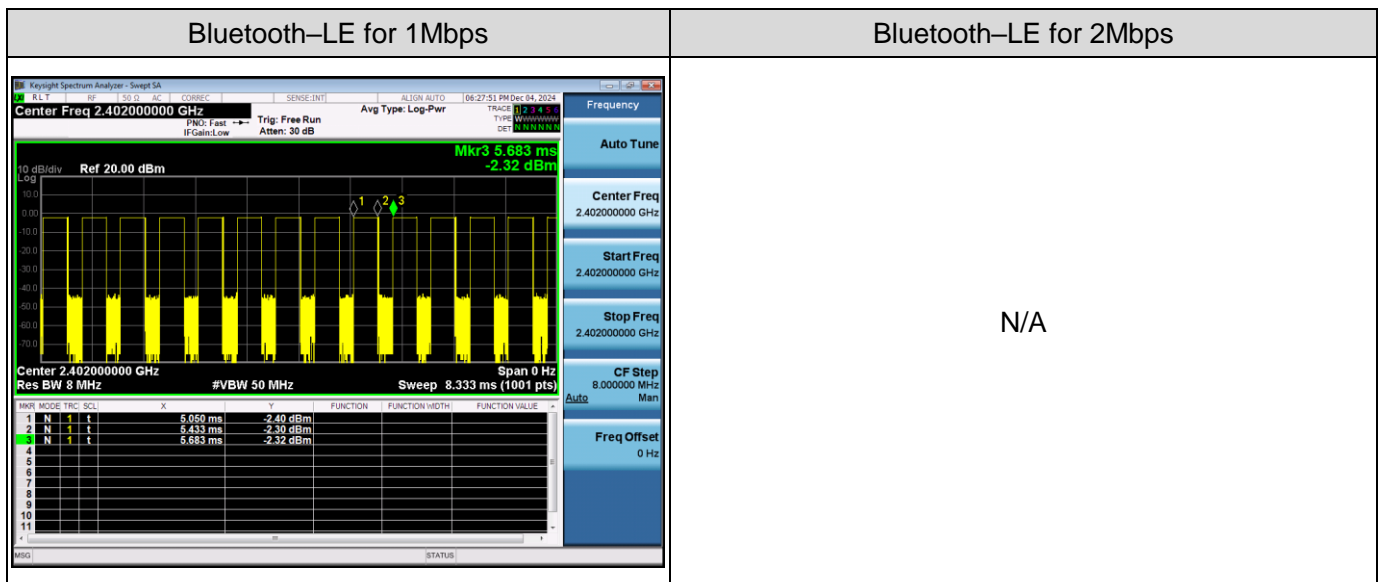 Bluetooth–LE for 1Mbps
Bluetooth–LE for 2Mbps
Keysight Spectrum Analyzer - Swept SA
RLT RF 50 Ω AC CORREC SENSE:INT ALIGN AUTO 06:27:51 PM Dec 04, 2024
Center Freq 2.402000000 GHz
PNO: Fast
IFGain:Low
Trig: Free Run
Atten: 30 dB
Avg Type: Log-Pwr
TRACE 1 2 3 4 5 6
TYPE WWWWWW
DET N N N N N N
Mkr3 5.683 ms
-2.32 dBm
10 dB/div Ref 20.00 dBm
Log
10.0
0.00
-10.0
-20.0
-30.0
-40.0
-50.0
-60.0
-70.0
1 2 3
Center 2.402000000 GHz Span 0 Hz
Res BW 8 MHz #VBW 50 MHz Sweep 8.333 ms (1001 pts)
MKR MODE TRC SCL X Y FUNCTION FUNCTION WIDTH FUNCTION VALUE
1 N 1 t 5.050 ms -2.40 dBm
2 N 1 t 5.433 ms -2.30 dBm
3 N 1 t 5.683 ms -2.32 dBm
4
5
6
7
8
9
10
11
MSG STATUS
Frequency
Auto Tune
Center Freq
2.402000000 GHz
Start Freq
2.402000000 GHz
Stop Freq
2.402000000 GHz
CF Step
8.000000 MHz
Auto Man
Freq Offset
0 Hz
N/A